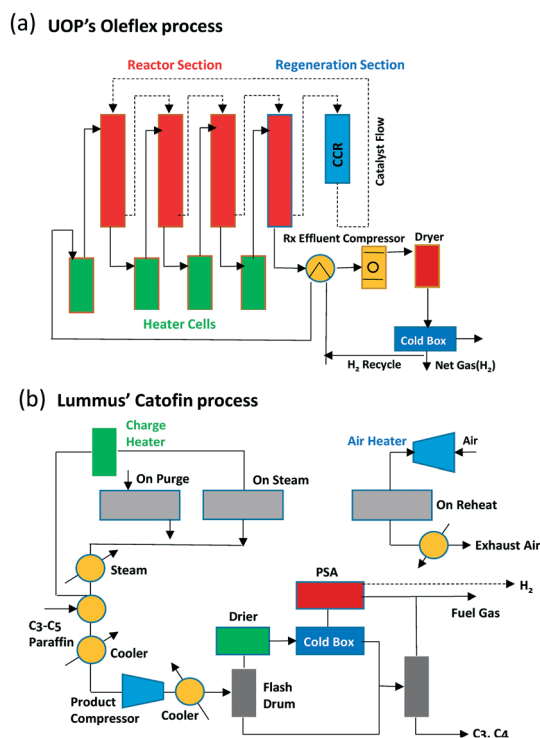 (a) UOP's Oleflex process
Reactor Section
Regeneration Section
CCR
Catalyst Flow
Rx Effluent Compressor
Dryer
Heater Cells
Cold Box
H₂ Recycle
Net Gas(H₂)
(b) Lummus' Catofin process
Charge
Heater
On Purge
On Steam
Air Heater
Air
On Reheat
Exhaust Air
Steam
C3-C5
Paraffin
Cooler
Product
Compressor
Cooler
Drier
Flash
Drum
PSA
Cold Box
H₂
Fuel Gas
C3, C4